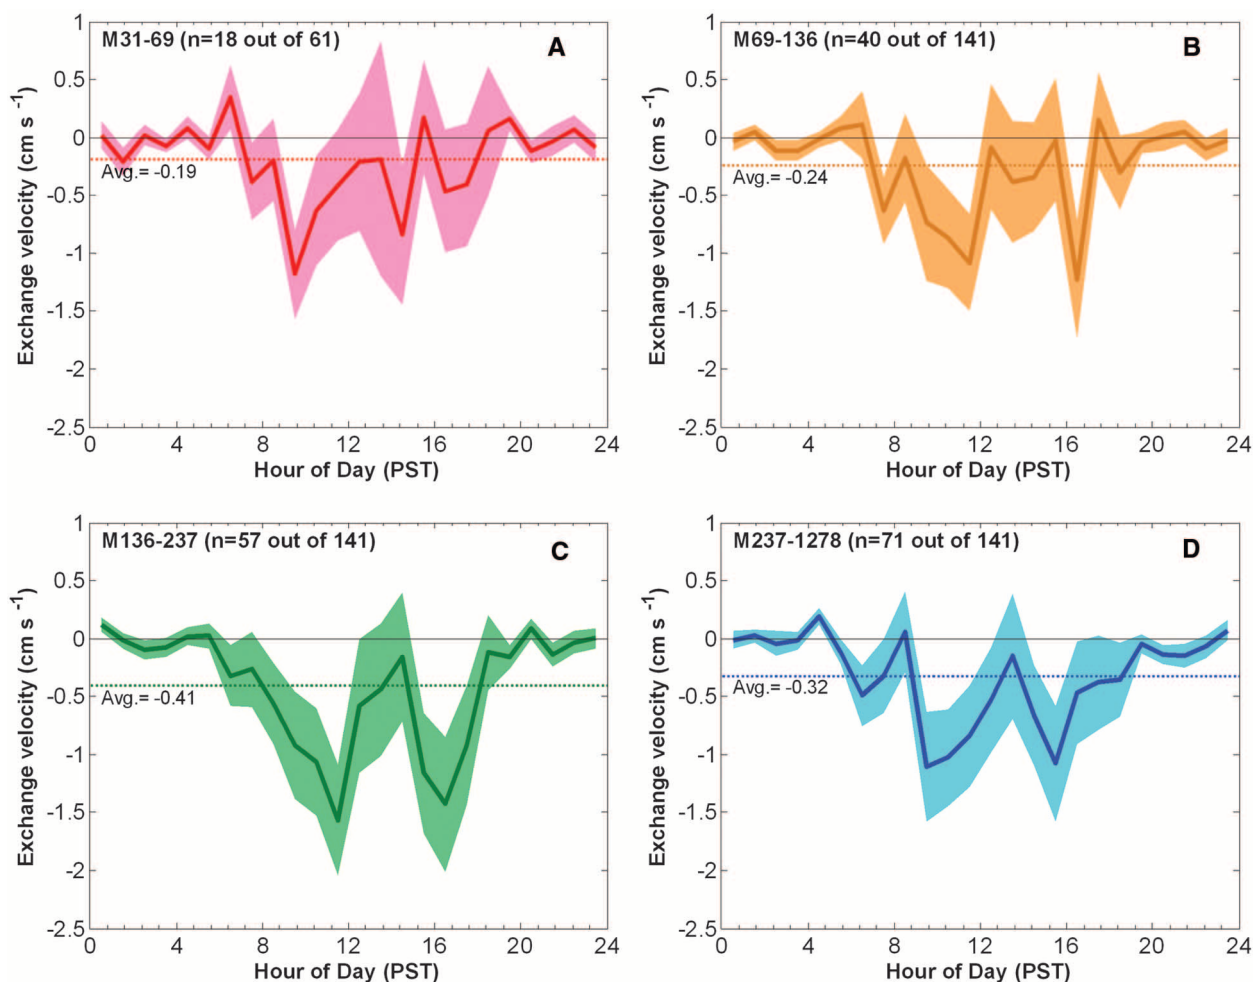 M31-69 (n=18 out of 61)
A
1
0.5
0
-0.5
-1
-1.5
-2
-2.5
Avg.= -0.19
Exchange velocity (cm s -1)
0 4 8 12 16 20 24
Hour of Day (PST)
M69-136 (n=40 out of 141)
B
1
0.5
0
-0.5
-1
-1.5
-2
-2.5
Avg.= -0.24
Exchange velocity (cm s -1)
0 4 8 12 16 20 24
Hour of Day (PST)
M136-237 (n=57 out of 141)
C
1
0.5
0
-0.5
-1
-1.5
-2
-2.5
Avg.= -0.41
Exchange velocity (cm s -1)
0 4 8 12 16 20 24
Hour of Day (PST)
M237-1278 (n=71 out of 141)
D
1
0.5
0
-0.5
-1
-1.5
-2
-2.5
Avg.= -0.32
Exchange velocity (cm s -1)
0 4 8 12 16 20 24
Hour of Day (PST)